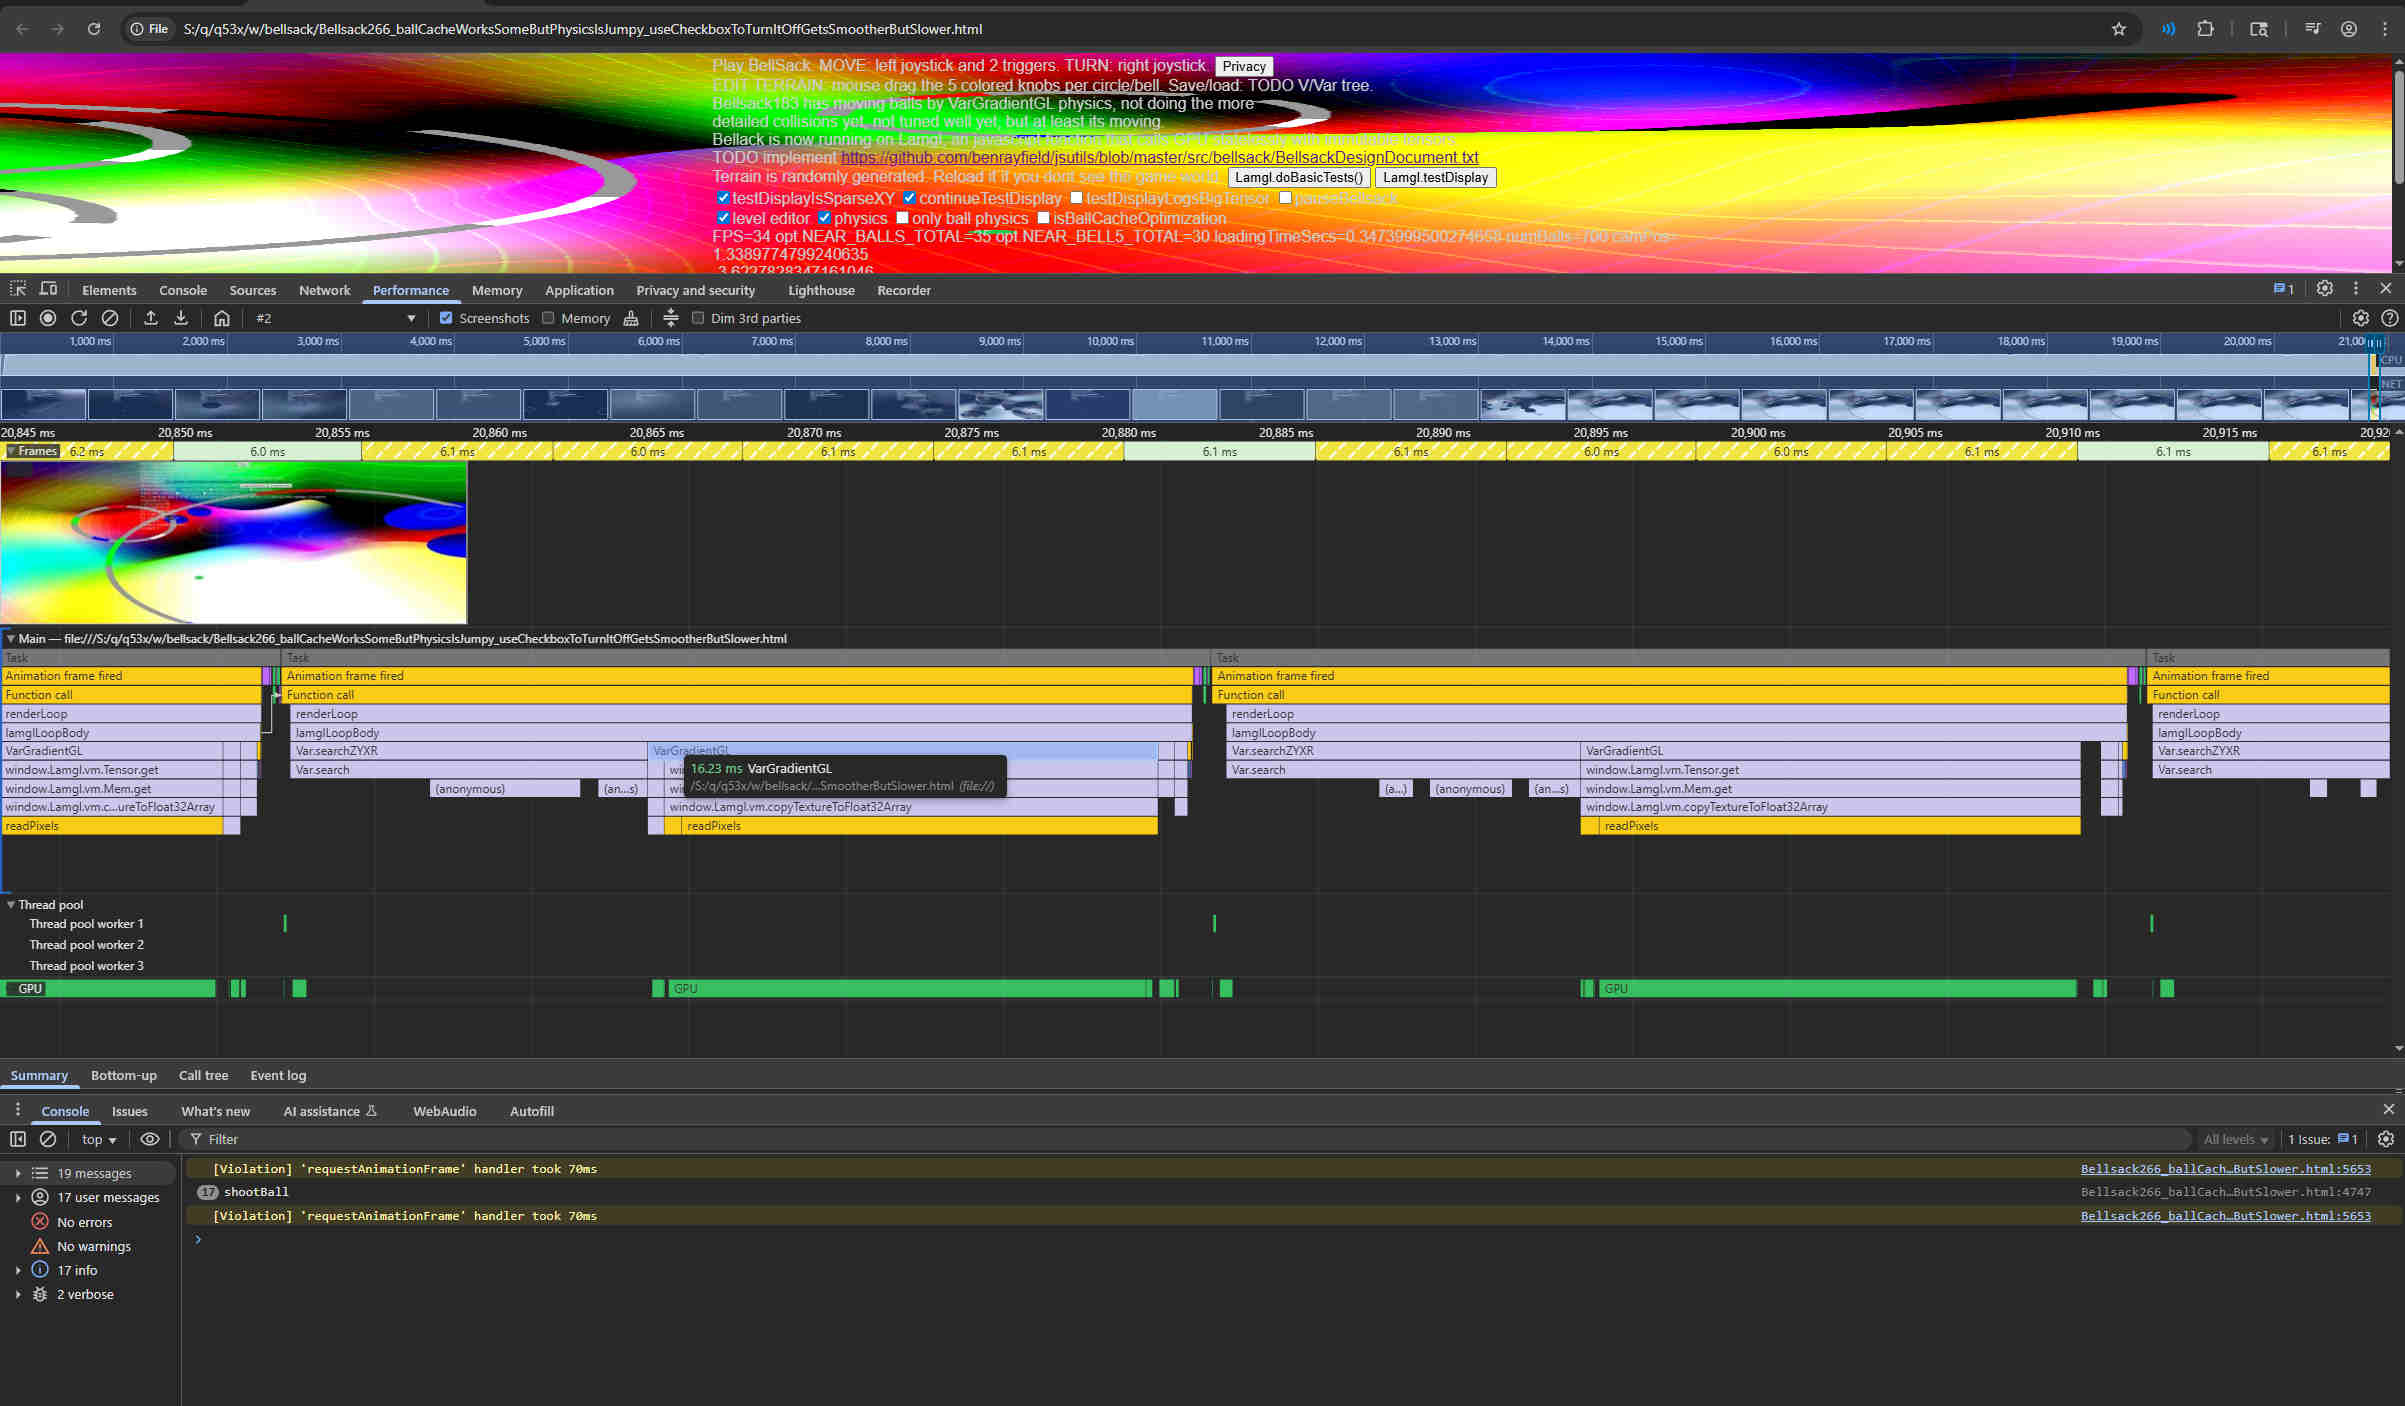 File S:/q/q53x/w/bellsack/Bellsack266_ballCacheWorksSomeButPhysicsIsJumpy_useCheckboxToTurnItOffGetsSmootherButSlower.html
Play BellSack. MOVE: left joystick and 2 triggers. TURN: right joystick. Privacy
EDIT TERRAIN: mouse drag the 5 colored knobs per circle/bell. Save/load: TODO V/Var tree.
Bellsack183 has moving balls by VarGradientGL physics, not doing the more
detailed collisions yet, not tuned well yet, but at least its moving.
Bellack is now running on Lamgl, an javascript function that calls GPU statelessly with immutable tensors.
TODO implement https://github.com/benrayfield/jsutils/blob/master/src/bellsack/BellsackDesignDocument.txt
Terrain is randomly generated. Reload it if you dont see the game world. Lamgl.doBasicTests() Lamgl.testDisplay
testDisplayIsSparseXY continueTestDisplay testDisplayLogsBigTensor pauseBellsack
level editor physics only ball physics isBallCacheOptimization
FPS=34 opt.NEAR_BALLS_TOTAL=35 opt.NEAR_BELL5_TOTAL=30 loadingTimeSecs=0.3473999500274658 numBalls=700 camPos=
1.3389774799240635
-3.6227828347161046
Elements Console Sources Network Performance Memory Application Privacy and security Lighthouse Recorder 1
#2 Screenshots Memory Dim 3rd parties
1,000 ms 2,000 ms 3,000 ms 4,000 ms 5,000 ms 6,000 ms 7,000 ms 8,000 ms 9,000 ms 10,000 ms 11,000 ms 12,000 ms 13,000 ms 14,000 ms 15,000 ms 16,000 ms 17,000 ms 18,000 ms 19,000 ms 20,000 ms 21,0
CPU
NET
20,845 ms 20,850 ms 20,855 ms 20,860 ms 20,865 ms 20,870 ms 20,875 ms 20,880 ms 20,885 ms 20,890 ms 20,895 ms 20,900 ms 20,905 ms 20,910 ms 20,915 ms 20,92
Frames 6.2 ms 6.0 ms 6.1 ms 6.0 ms 6.1 ms 6.1 ms 6.1 ms 6.1 ms 6.0 ms 6.0 ms 6.1 ms 6.1 ms 6.1 ms
Main — file:///S:/q/q53x/w/bellsack/Bellsack266_ballCacheWorksSomeButPhysicsIsJumpy_useCheckboxToTurnItOffGetsSmootherButSlower.html
Task Task Task Task
Animation frame fired Animation frame fired Animation frame fired Animation frame fired
Function call Function call Function call Function call
renderLoop renderLoop renderLoop renderLoop
lamglLoopBody lamglLoopBody lamglLoopBody lamglLoopBody
VarGradientGL Var.searchZYXR VarGradientGL Var.searchZYXR VarGradientGL Var.searchZYXR
window.Lamgl.vm.Tensor.get Var.search wi 16.23 ms VarGradientGL Var.search window.Lamgl.vm.Tensor.get Var.search
window.Lamgl.vm.Mem.get (anonymous) (an...s) wi /S:/q/q53x/w/bellsack/...SmootherButSlower.html (file://) (a...) (anonymous) (an...s) window.Lamgl.vm.Mem.get
window.Lamgl.vm.c...ureToFloat32Array window.Lamgl.vm.copyTextureToFloat32Array window.Lamgl.vm.copyTextureToFloat32Array
readPixels readPixels readPixels
Thread pool
Thread pool worker 1
Thread pool worker 2
Thread pool worker 3
GPU GPU GPU
Summary Bottom-up Call tree Event log
Console Issues What's new AI assistance WebAudio Autofill
top Filter All levels 1 Issue: 1
19 messages
17 user messages
No errors
No warnings
17 info
2 verbose
[Violation] 'requestAnimationFrame' handler took 70ms Bellsack266_ballCach…ButSlower.html:5653
17 shootBall Bellsack266_ballCach…ButSlower.html:4747
[Violation] 'requestAnimationFrame' handler took 70ms Bellsack266_ballCach…ButSlower.html:5653